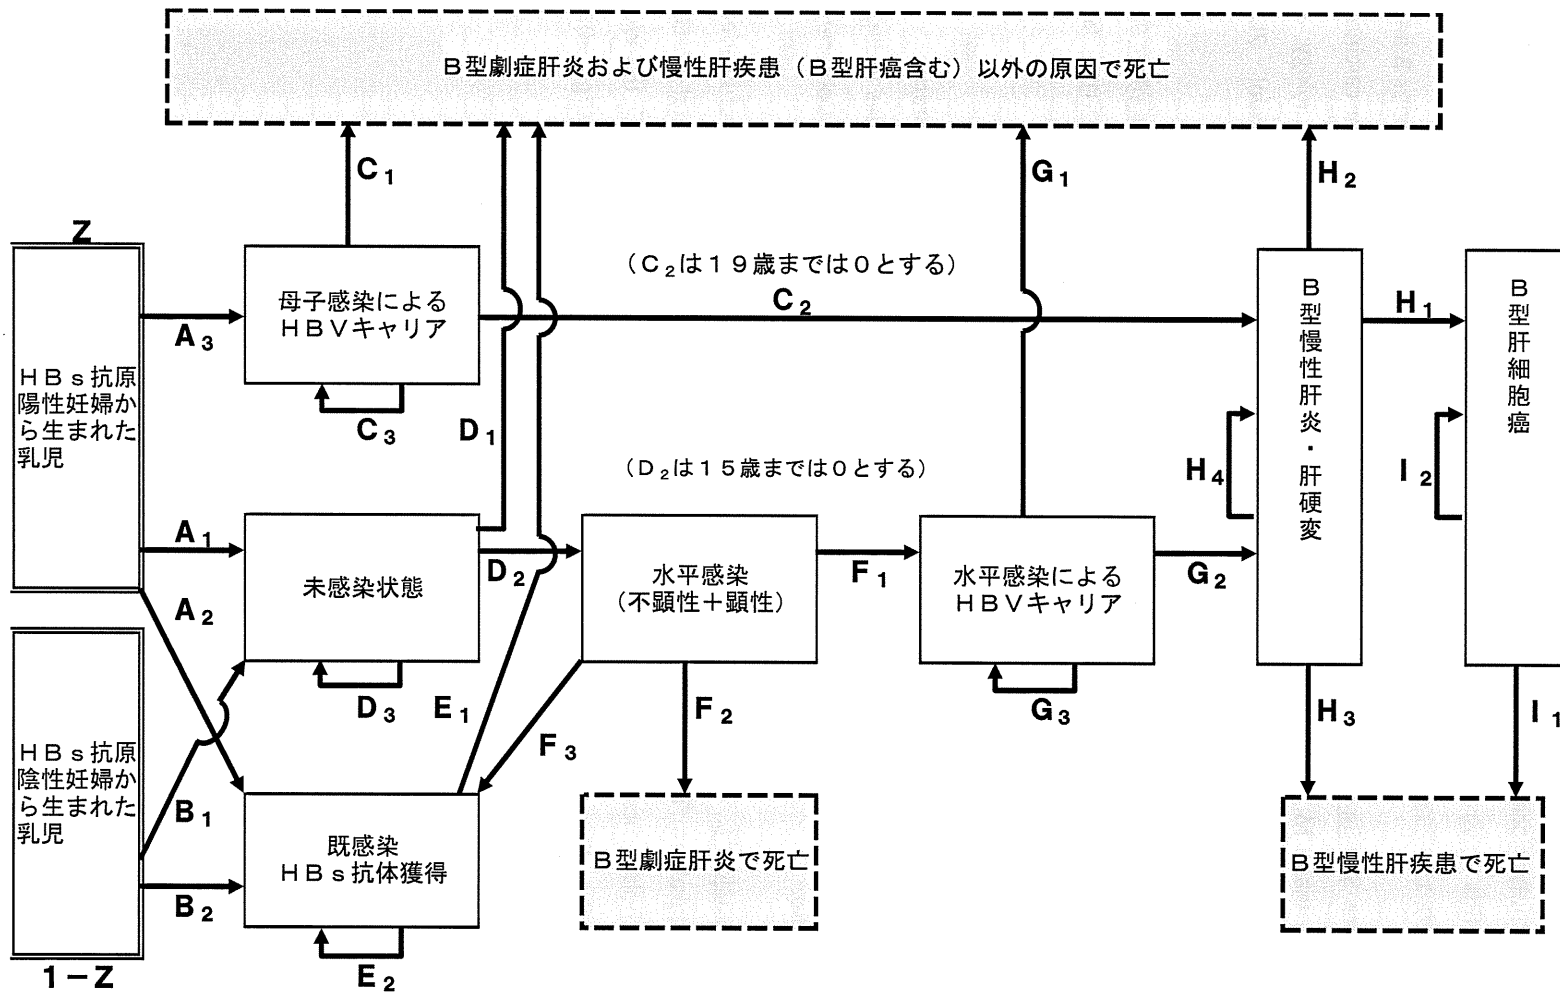 B型劇症肝炎および慢性肝疾患（B型肝癌含む）以外の原因で死亡
C₁
G₁
H₂
Z
（C₂は１９歳までは０とする）
C₂
母子感染による
HBVキャリア
A₃
H₁
B型慢性肝炎・肝硬変
B型肝細胞癌
HBs抗原
陽性妊婦か
ら生まれた
乳児
C₃
D₁
（D₂は１５歳までは０とする）
H₄
I₂
A₁
未感染状態
D₂
水平感染
（不顕性＋顕性）
F₁
水平感染による
HBVキャリア
G₂
A₂
D₃
E₁
F₃
F₂
G₃
H₃
I₁
HBs抗原
陰性妊婦か
ら生まれた
乳児
B₁
既感染
HBs抗体獲得
B型劇症肝炎で死亡
B型慢性肝疾患で死亡
B₂
E₂
1－Z